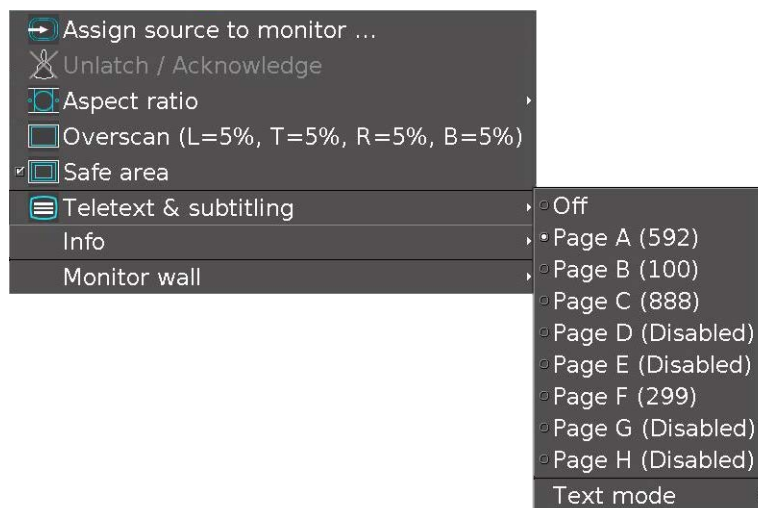 Assign source to monitor ...
Unlatch / Acknowledge
Aspect ratio
Overscan (L=5%, T=5%, R=5%, B=5%)
Safe area
Teletext & subtitling
Info
Monitor wall
Off
Page A (592)
Page B (100)
Page C (888)
Page D (Disabled)
Page E (Disabled)
Page F (299)
Page G (Disabled)
Page H (Disabled)
Text mode